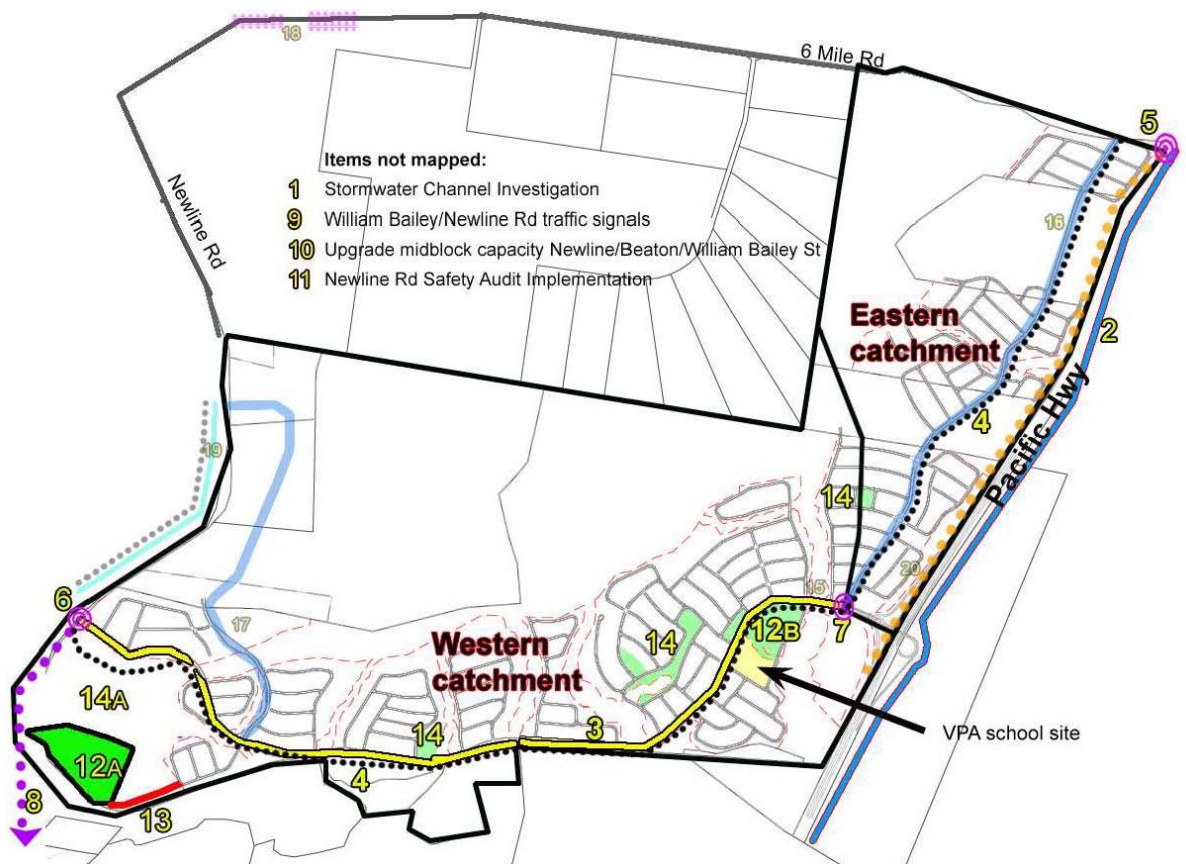 18
6 Mile Rd
5
Newline Rd
Items not mapped:
1 Stormwater Channel Investigation
9 William Bailey/Newline Rd traffic signals
10 Upgrade midblock capacity Newline/Beaton/William Bailey St
11 Newline Rd Safety Audit Implementation
16
Eastern
catchment
2
Pacific Hwy
4
19
14
20
15
6
7
17
Western
catchment
14
12B
14A
14
3
VPA school site
12A
4
8
13